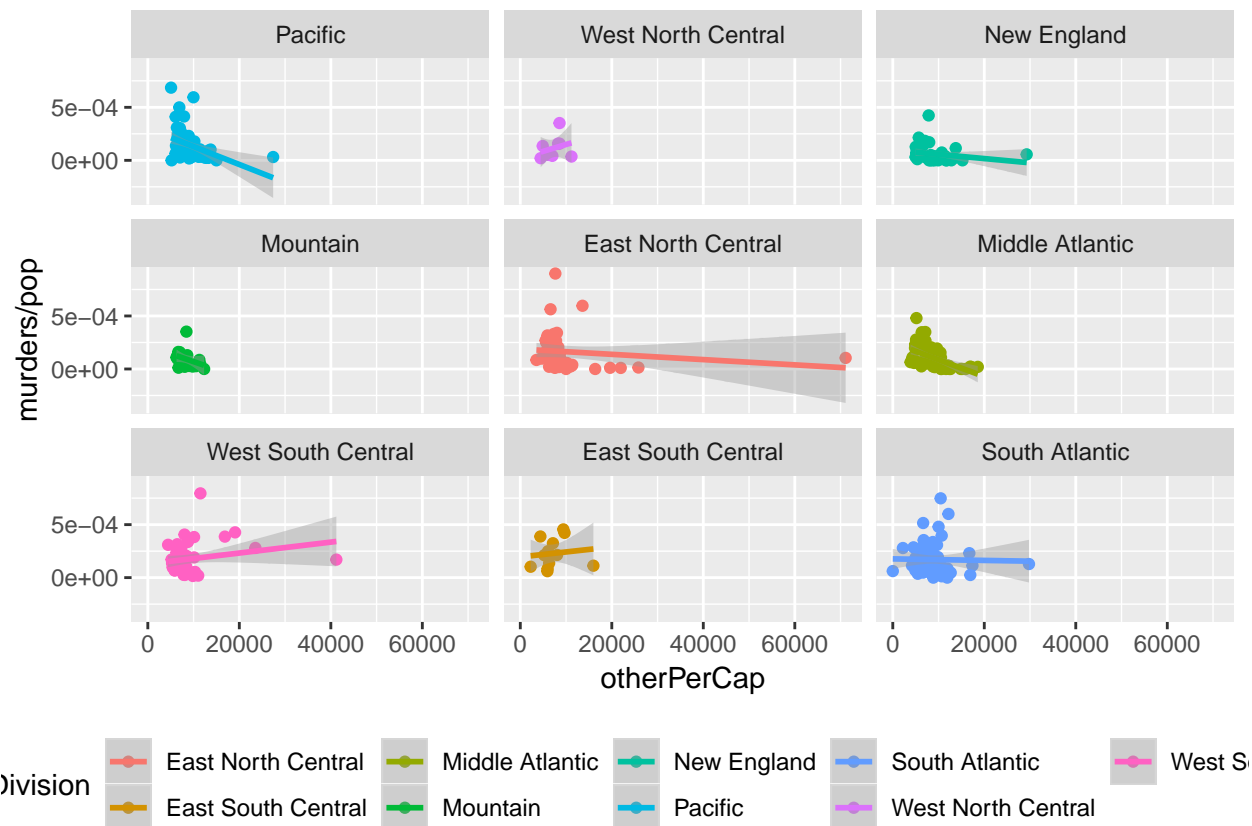 Pacific
West North Central
New England
5e−04
0e+00
Mountain
East North Central
Middle Atlantic
5e−04
0e+00
murders/pop
West South Central
East South Central
South Atlantic
5e−04
0e+00
0 20000 40000 60000
0 20000 40000 60000
0 20000 40000 60000
otherPerCap
Division
East North Central
Middle Atlantic
New England
South Atlantic
West So
East South Central
Mountain
Pacific
West North Central